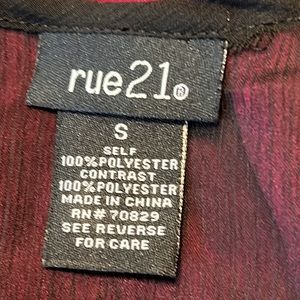 rue21®
S
SELF
100%POLYESTER
CONTRAST
100%POLYESTER
MADE IN CHINA
RN# 70829
SEE REVERSE
FOR CARE